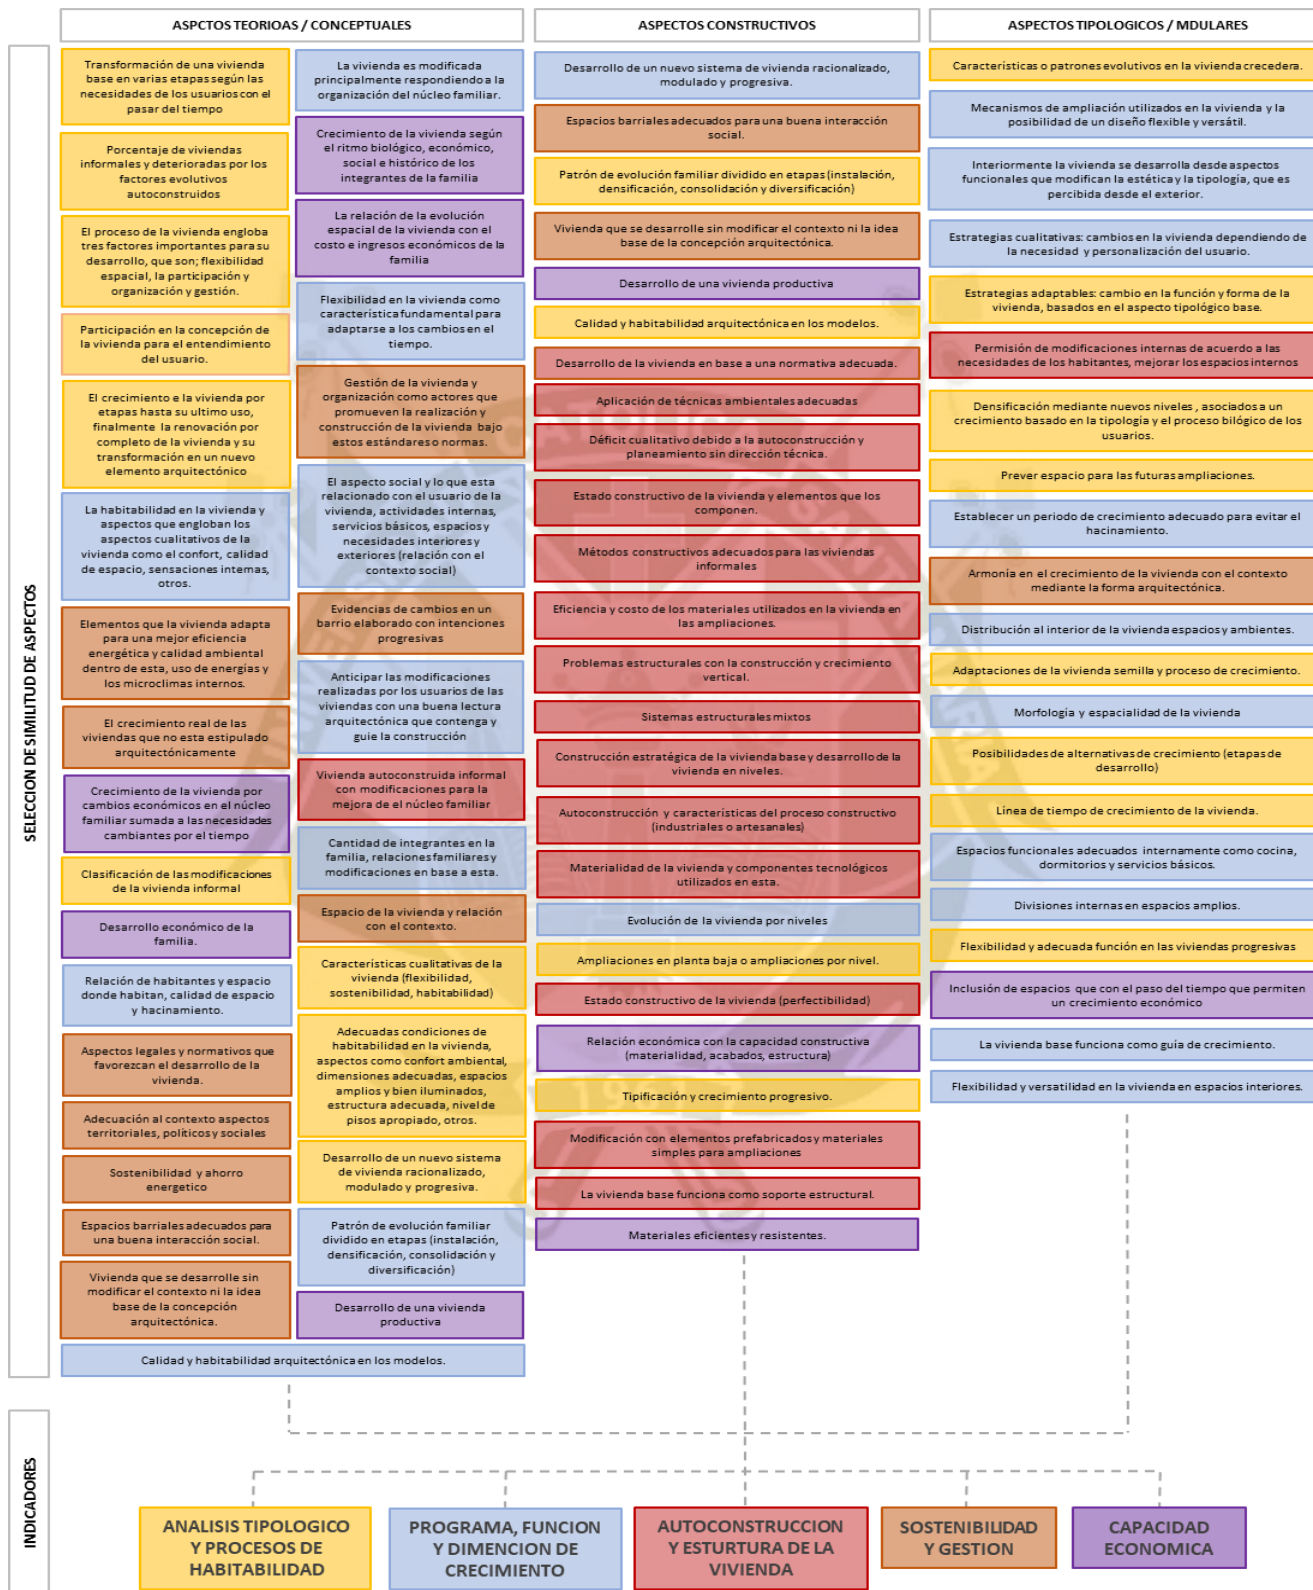 ASPCTOS TEORIOAS / CONCEPTUALES
ASPECTOS CONSTRUCTIVOS
ASPECTOS TIPOLOGICOS / MDULARES
SELECCION DE SIMILITUD DE ASPECTOS
Transformación de una vivienda
base en varias etapas según las
necesidades de los usuarios con el
pasar del tiempo
Porcentaje de viviendas
informales y deterioradas por los
factores evolutivos
autoconstruidos
El proceso de la vivienda engloba
tres factores importantes para su
desarrollo, que son; flexibilidad
espacial, la participación y
organización y gestión.
Participación en la concepción de
la vivienda para el entendimiento
del usuario.
El crecimiento e la vivienda por
etapas hasta su ultimo uso,
finalmente la renovación por
completo de la vivienda y su
transformación en un nuevo
elemento arquitectónico
La habitabilidad en la vivienda y
aspectos que engloban los
aspectos cualitativos de la
vivienda como el confort, calidad
de espacio, sensaciones internas,
otros.
Elementos que la vivienda adapta
para una mejor eficiencia
energética y calidad ambiental
dentro de esta, uso de energías y
los microclimas internos.
El crecimiento real de las
viviendas que no esta estipulado
arquitectónicamente
Crecimiento de la vivienda por
cambios económicos en el núcleo
familiar sumada a las necesidades
cambiantes por el tiempo
Clasificación de las modificaciones
de la vivienda informal
Desarrollo económico de la
familia.
Relación de habitantes y espacio
donde habitan, calidad de espacio
y hacinamiento.
Aspectos legales y normativos que
favorezcan el desarrollo de la
vivienda.
Adecuación al contexto aspectos
territoriales, políticos y sociales
Sostenibilidad y ahorro
energetico
Espacios barriales adecuados para
una buena interacción social.
Vivienda que se desarrolle sin
modificar el contexto ni la idea
base de la concepción
arquitectónica.
La vivienda es modificada
principalmente respondiendo a la
organización del núcleo familiar.
Crecimiento de la vivienda según
el ritmo biológico, económico,
social e histórico de los
integrantes de la familia
La relación de la evolución
espacial de la vivienda con el
costo e ingresos económicos de la
familia
Flexibilidad en la vivienda como
característica fundamental para
adaptarse a los cambios en el
tiempo.
Gestión de la vivienda y
organización como actores que
promueven la realización y
construcción de la vivienda bajo
estos estándares o normas.
El aspecto social y lo que esta
relacionado con el usuario de la
vivienda, actividades internas,
servicios básicos, espacios y
necesidades interiores y
exteriores (relación con el
contexto social)
Evidencias de cambios en un
barrio elaborado con intenciones
progresivas
Anticipar las modificaciones
realizadas por los usuarios de las
viviendas con una buena lectura
arquitectónica que contenga y
guie la construcción
Vivienda autoconstruida informal
con modificaciones para la
mejora de el núcleo familiar
Cantidad de integrantes en la
familia, relaciones familiares y
modificaciones en base a esta.
Espacio de la vivienda y relación
con el contexto.
Características cualitativas de la
vivienda (flexibilidad,
sostenibilidad, habitabilidad)
Adecuadas condiciones de
habitabilidad en la vivienda,
aspectos como confort ambiental,
dimensiones adecuadas, espacios
amplios y bien iluminados,
estructura adecuada, nivel de
pisos apropiado, otros.
Desarrollo de un nuevo sistema
de vivienda racionalizado,
modulado y progresiva.
Patrón de evolución familiar
dividido en etapas (instalación,
densificación, consolidación y
diversificación)
Desarrollo de una vivienda
productiva
Calidad y habitabilidad arquitectónica en los modelos.
Desarrollo de un nuevo sistema de vivienda racionalizado,
modulado y progresiva.
Espacios barriales adecuados para una buena interacción
social.
Patrón de evolución familiar dividido en etapas (instalación,
densificación, consolidación y diversificación)
Vivienda que se desarrolle sin modificar el contexto ni la idea
base de la concepción arquitectónica.
Desarrollo de una vivienda productiva
Calidad y habitabilidad arquitectónica en los modelos.
Desarrollo de la vivienda en base a una normativa adecuada.
Aplicación de técnicas ambientales adecuadas
Déficit cualitativo debido a la autoconstrucción y
planeamiento sin dirección técnica.
Estado constructivo de la vivienda y elementos que los
componen.
Métodos constructivos adecuados para las viviendas
informales
Eficiencia y costo de los materiales utilizados en la vivienda en
las ampliaciones.
Problemas estructurales con la construcción y crecimiento
vertical.
Sistemas estructurales mixtos
Construcción estratégica de la vivienda base y desarrollo de la
vivienda en niveles.
Autoconstrucción y características del proceso constructivo
(industriales o artesanales)
Materialidad de la vivienda y componentes tecnológicos
utilizados en esta.
Evolución de la vivienda por niveles
Ampliaciones en planta baja o ampliaciones por nivel.
Estado constructivo de la vivienda (perfectibilidad)
Relación económica con la capacidad constructiva
(materialidad, acabados, estructura)
Tipificación y crecimiento progresivo.
Modificación con elementos prefabricados y materiales
simples para ampliaciones
La vivienda base funciona como soporte estructural.
Materiales eficientes y resistentes.
Características o patrones evolutivos en la vivienda crecedera.
Mecanismos de ampliación utilizados en la vivienda y la
posibilidad de un diseño flexible y versátil.
Interiormente la vivienda se desarrolla desde aspectos
funcionales que modifican la estética y la tipología, que es
percibida desde el exterior.
Estrategias cualitativas: cambios en la vivienda dependiendo de
la necesidad y personalización del usuario.
Estrategias adaptables: cambio en la función y forma de la
vivienda, basados en el aspecto tipológico base.
Permisión de modificaciones internas de acuerdo a las
necesidades de los habitantes, mejorar los espacios internos
Densificación mediante nuevos niveles , asociados a un
crecimiento basado en la tipología y el proceso bilógico de los
usuarios.
Prever espacio para las futuras ampliaciones.
Establecer un periodo de crecimiento adecuado para evitar el
hacinamiento.
Armonía en el crecimiento de la vivienda con el contexto
mediante la forma arquitectónica.
Distribución al interior de la vivienda espacios y ambientes.
Adaptaciones de la vivienda semilla y proceso de crecimiento.
Morfología y espacialidad de la vivienda
Posibilidades de alternativas de crecimiento (etapas de
desarrollo)
Línea de tiempo de crecimiento de la vivienda.
Espacios funcionales adecuados internamente como cocina,
dormitorios y servicios básicos.
Divisiones internas en espacios amplios.
Flexibilidad y adecuada función en las viviendas progresivas
Inclusión de espacios que con el paso del tiempo que permiten
un crecimiento económico
La vivienda base funciona como guía de crecimiento.
Flexibilidad y versatilidad en la vivienda en espacios interiores.
INDICADORES
ANALISIS TIPOLOGICO
Y PROCESOS DE
HABITABILIDAD
PROGRAMA, FUNCION
Y DIMENCION DE
CRECIMIENTO
AUTOCONSTRUCCION
Y ESTURTURA DE LA
VIVIENDA
SOSTENIBILIDAD
Y GESTION
CAPACIDAD
ECONOMICA